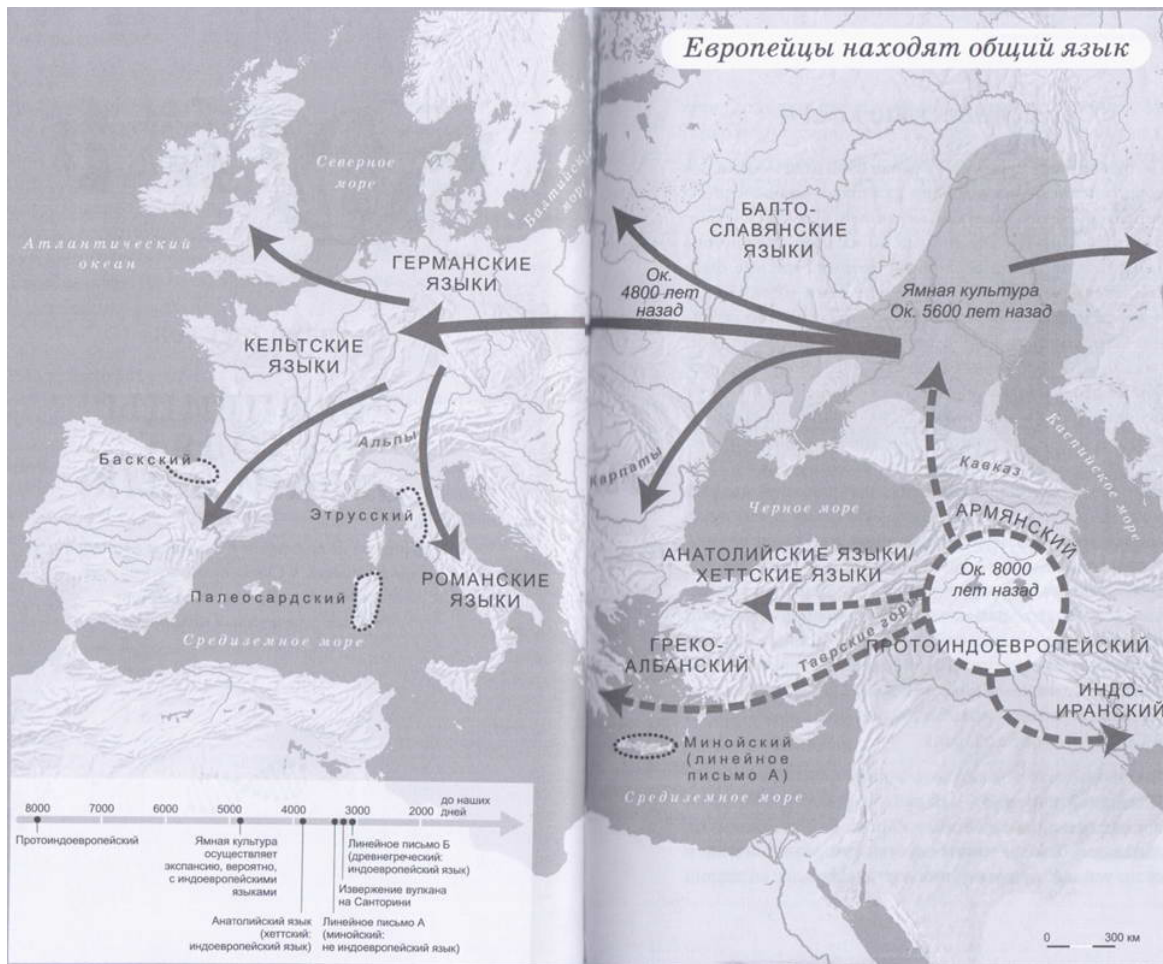 Европейцы находят общий язык
Северное
море
Балтийское
море
Атлантический
океан
ГЕРМАНСКИЕ
ЯЗЫКИ
КЕЛЬТСКИЕ
ЯЗЫКИ
Альпы
Баскский
Этрусский
Палеосардский
РОМАНСКИЕ
ЯЗЫКИ
Средиземное море
БАЛТО-
СЛАВЯНСКИЕ
ЯЗЫКИ
Ок.
4800 лет
назад
Ямная культура
Ок. 5600 лет назад
Карпаты
Черное море
Кавказ
Каспийское море
АРМЯНСКИЙ
АНАТОЛИЙСКИЕ ЯЗЫКИ/
ХЕТТСКИЕ ЯЗЫКИ
Ок. 8000
лет назад
Таврские горы
ГРЕКО-
АЛБАНСКИЙ
ПРОТОИНДОЕВРОПЕЙСКИЙ
ИНДО-
ИРАНСКИЙ
Минойский
(линейное
письмо А)
Средиземное море
0 300 км
8000 7000 6000 5000 4000 3000 2000
до наших
дней
Протоиндоевропейский
Ямная культура
осуществляет
экспансию, вероятно,
с индоевропейскими
языками
Линейное письмо Б
(древнегреческий:
индоевропейский язык)
Извержение вулкана
на Санторини
Анатолийский язык
(хеттский:
индоевропейский язык)
Линейное письмо А
(минойский:
не индоевропейский язык)